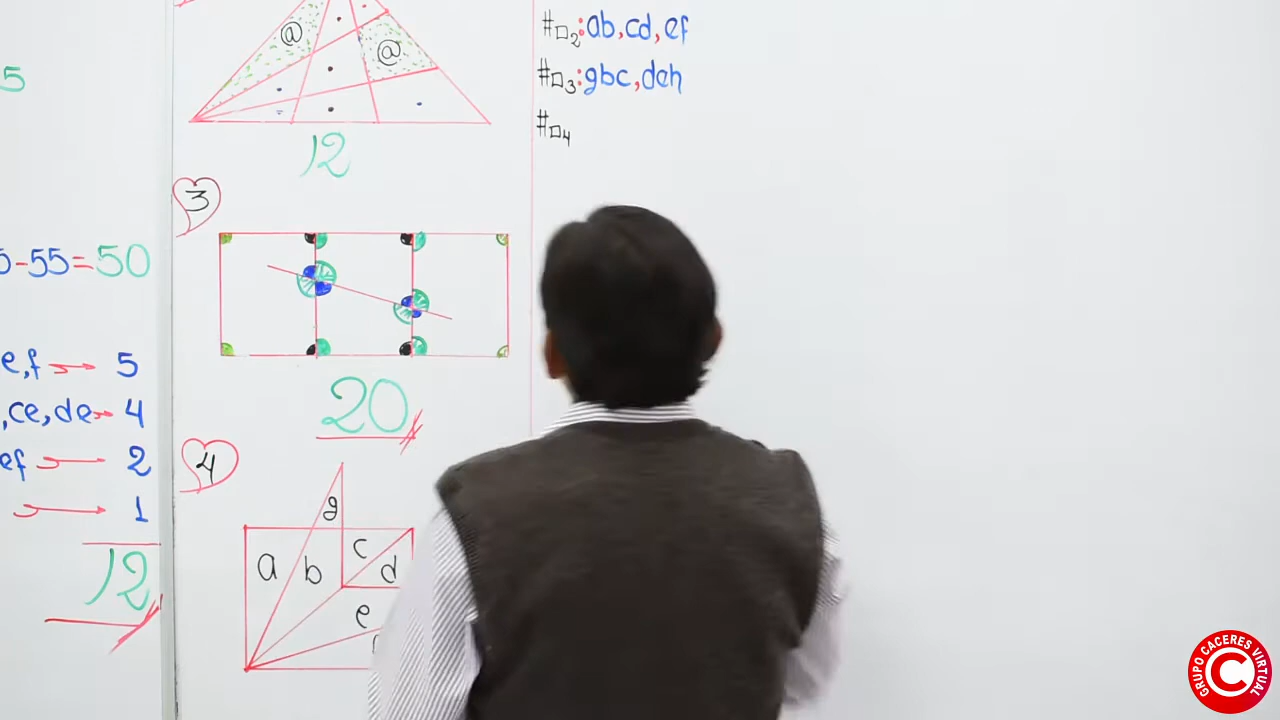 5
5-55=50
e,f → 5
,ce,de → 4
ef → 2
→ 1
12
@
@
12
3
20
4
g
a b c d
e
#□₂:ab,cd,ef
#□₃:gbc,deh
#□₄
GRUPO CACERES VIRTUAL
C